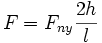 F = F_{ny} \frac{2h}{l}